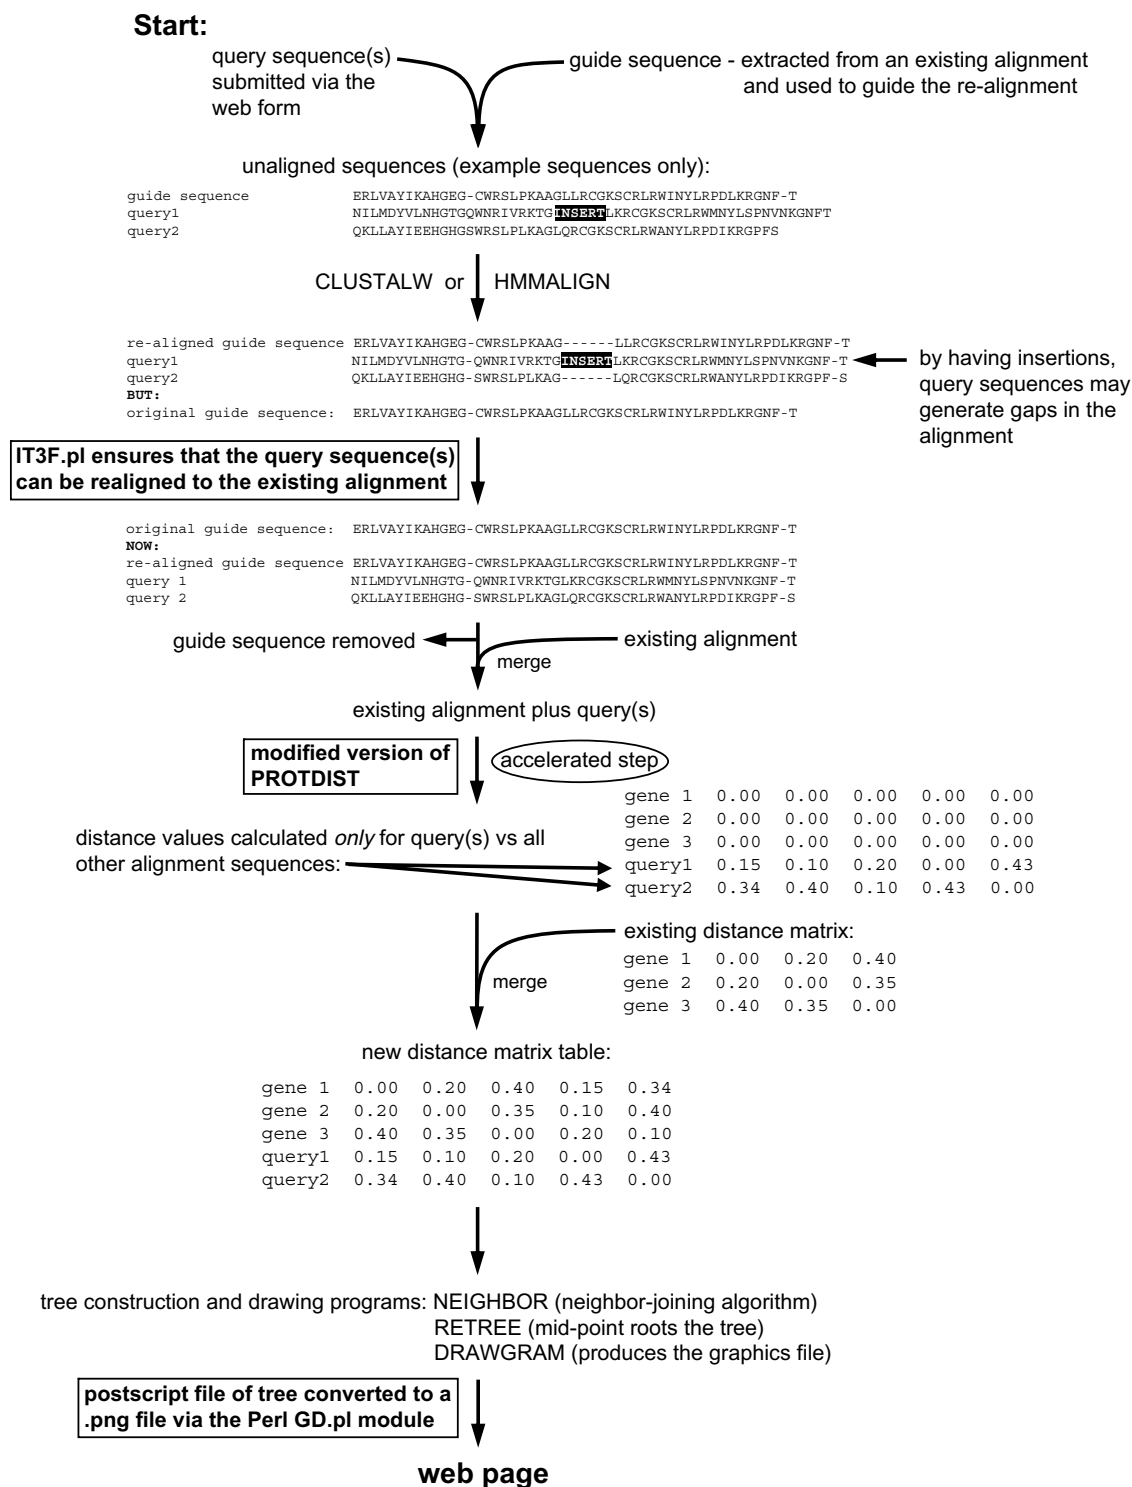 Start:
query sequence(s)
submitted via the
web form
guide sequence - extracted from an existing alignment
and used to guide the re-alignment
unaligned sequences (example sequences only):
guide sequence ERLVAYIKAHGEG-CWRSLPKAAGLLRCGKSCRLRWINYLRPDLKRGNF-T
query1 NILMDYVLNHGTGQWNRIVRKTGINSERTLKRCGKSCRLRWMNYLSPNVNKGNFT
query2 QKLLAYIEEHGHGSWRSLPLKAGLQRCGKSCRLRWANYLRPDIKRGPFS
CLUSTALW or HMMALIGN
re-aligned guide sequence ERLVAYIKAHGEG-CWRSLPKAAG------LLRCGKSCRLRWINYLRPDLKRGNF-T
query1 NILMDYVLNHGTG-QWNRIVRKTGINSERTLKRCGKSCRLRWMNYLSPNVNKGNF-T
query2 QKLLAYIEEHGHG-SWRSLPLKAG------LQRCGKSCRLRWANYLRPDIKRGPF-S
BUT:
original guide sequence: ERLVAYIKAHGEG-CWRSLPKAAGLLRCGKSCRLRWINYLRPDLKRGNF-T
by having insertions,
query sequences may
generate gaps in the
alignment
IT3F.pl ensures that the query sequence(s)
can be realigned to the existing alignment
original guide sequence: ERLVAYIKAHGEG-CWRSLPKAAGLLRCGKSCRLRWINYLRPDLKRGNF-T
NOW:
re-aligned guide sequence ERLVAYIKAHGEG-CWRSLPKAAGLLRCGKSCRLRWINYLRPDLKRGNF-T
query 1 NILMDYVLNHGTG-QWNRIVRKTGLKRCGKSCRLRWMNYLSPNVNKGNF-T
query 2 QKLLAYIEEHGHG-SWRSLPLKAGLQRCGKSCRLRWANYLRPDIKRGPF-S
guide sequence removed
existing alignment
merge
existing alignment plus query(s)
modified version of
PROTDIST
accelerated step
distance values calculated only for query(s) vs all
other alignment sequences:
gene 1 0.00 0.00 0.00 0.00 0.00
gene 2 0.00 0.00 0.00 0.00 0.00
gene 3 0.00 0.00 0.00 0.00 0.00
query1 0.15 0.10 0.20 0.00 0.43
query2 0.34 0.40 0.10 0.43 0.00
existing distance matrix:
gene 1 0.00 0.20 0.40
gene 2 0.20 0.00 0.35
gene 3 0.40 0.35 0.00
merge
new distance matrix table:
gene 1 0.00 0.20 0.40 0.15 0.34
gene 2 0.20 0.00 0.35 0.10 0.40
gene 3 0.40 0.35 0.00 0.20 0.10
query1 0.15 0.10 0.20 0.00 0.43
query2 0.34 0.40 0.10 0.43 0.00
tree construction and drawing programs: NEIGHBOR (neighbor-joining algorithm)
RETREE (mid-point roots the tree)
DRAWGRAM (produces the graphics file)
postscript file of tree converted to a
.png file via the Perl GD.pl module
web page